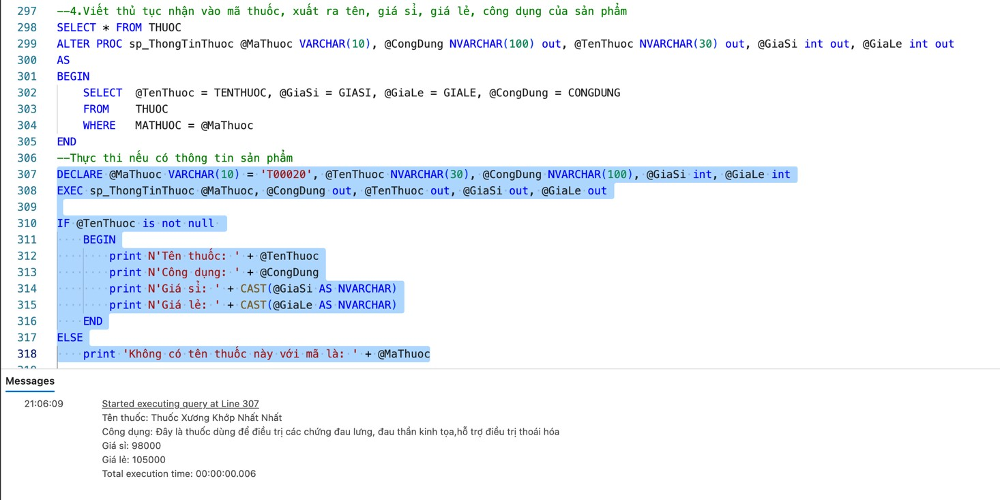 297 --4.Viết thủ tục nhận vào mã thuốc, xuất ra tên, giá sỉ, giá lẻ, công dụng của sản phẩm
298 SELECT * FROM THUOC
299 ALTER PROC sp_ThongTinThuoc @MaThuoc VARCHAR(10), @CongDung NVARCHAR(100) out, @TenThuoc NVARCHAR(30) out, @GiaSi int out, @GiaLe int out
300 AS
301 BEGIN
302 SELECT @TenThuoc = TENTHUOC, @GiaSi = GIASI, @GiaLe = GIALE, @CongDung = CONGDUNG
303 FROM THUOC
304 WHERE MATHUOC = @MaThuoc
305 END
306 --Thực thi nếu có thông tin sản phẩm
307 DECLARE @MaThuoc VARCHAR(10) = 'T00020', @TenThuoc NVARCHAR(30), @CongDung NVARCHAR(100), @GiaSi int, @GiaLe int
308 EXEC sp_ThongTinThuoc @MaThuoc, @CongDung out, @TenThuoc out, @GiaSi out, @GiaLe out
309
310 IF @TenThuoc is not null
311 BEGIN
312 print N'Tên thuốc: ' + @TenThuoc
313 print N'Công dụng: ' + @CongDung
314 print N'Giá sỉ: ' + CAST(@GiaSi AS NVARCHAR)
315 print N'Giá lẻ: ' + CAST(@GiaLe AS NVARCHAR)
316 END
317 ELSE
318 print 'Không có tên thuốc này với mã là: ' + @MaThuoc
Messages
21:06:09 Started executing query at Line 307
Tên thuốc: Thuốc Xương Khớp Nhất Nhất
Công dụng: Đây là thuốc dùng để điều trị các chứng đau lưng, đau thần kinh tọa,hỗ trợ điều trị thoái hóa
Giá sỉ: 98000
Giá lẻ: 105000
Total execution time: 00:00:00.006